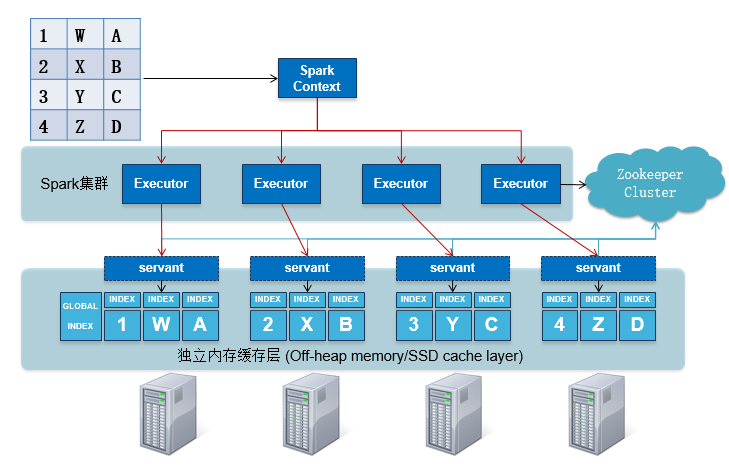 1 W A
2 X B
3 Y C
4 Z D
Spark
Context
Spark集群
Executor
Executor
Executor
Executor
Zookeeper
Cluster
servant
servant
servant
servant
GLOBAL
INDEX
INDEX INDEX INDEX
1 W A
INDEX INDEX INDEX
2 X B
INDEX INDEX INDEX
3 Y C
INDEX INDEX INDEX
4 Z D
独立内存缓存层 (Off-heap memory/SSD cache layer)